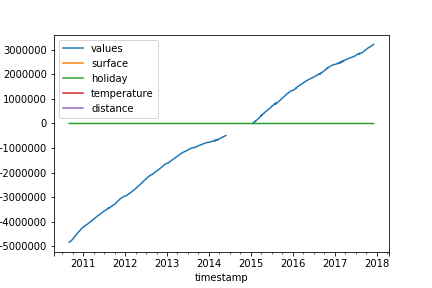 values
surface
holiday
temperature
distance
3000000
2000000
1000000
0
-1000000
-2000000
-3000000
-4000000
-5000000
2011 2012 2013 2014 2015 2016 2017 2018
timestamp